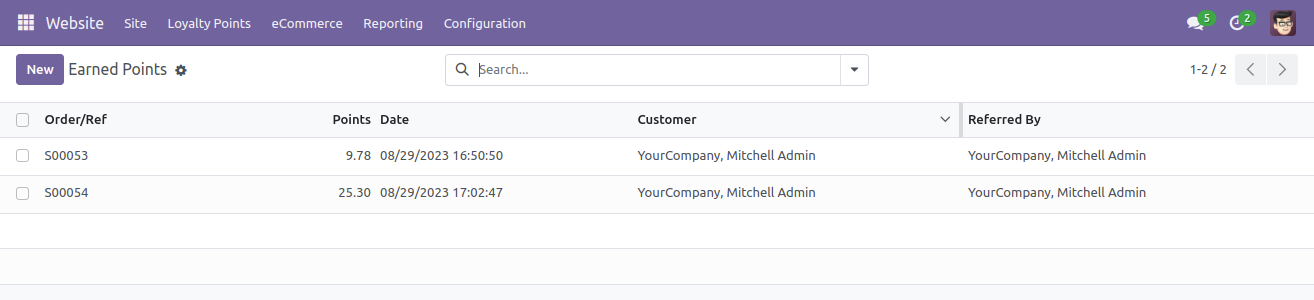 Website Site Loyalty Points eCommerce Reporting Configuration 5 2
New Earned Points Search... 1-2 / 2
Order/Ref Points Date Customer Referred By
S00053 9.78 08/29/2023 16:50:50 YourCompany, Mitchell Admin YourCompany, Mitchell Admin
S00054 25.30 08/29/2023 17:02:47 YourCompany, Mitchell Admin YourCompany, Mitchell Admin